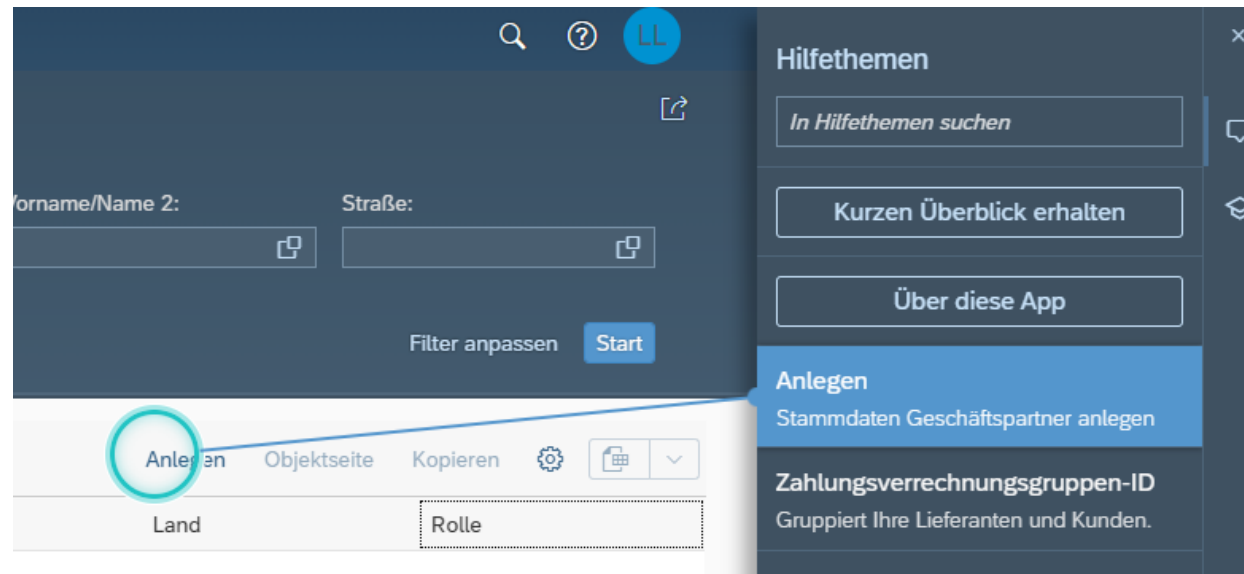 LL
Vorname/Name 2:
Straße:
Filter anpassen
Start
Anlegen
Objektseite
Kopieren
Land
Rolle
Hilfethemen
In Hilfethemen suchen
Kurzen Überblick erhalten
Über diese App
Anlegen
Stammdaten Geschäftspartner anlegen
Zahlungsverrechnungsgruppen-ID
Gruppiert Ihre Lieferanten und Kunden.